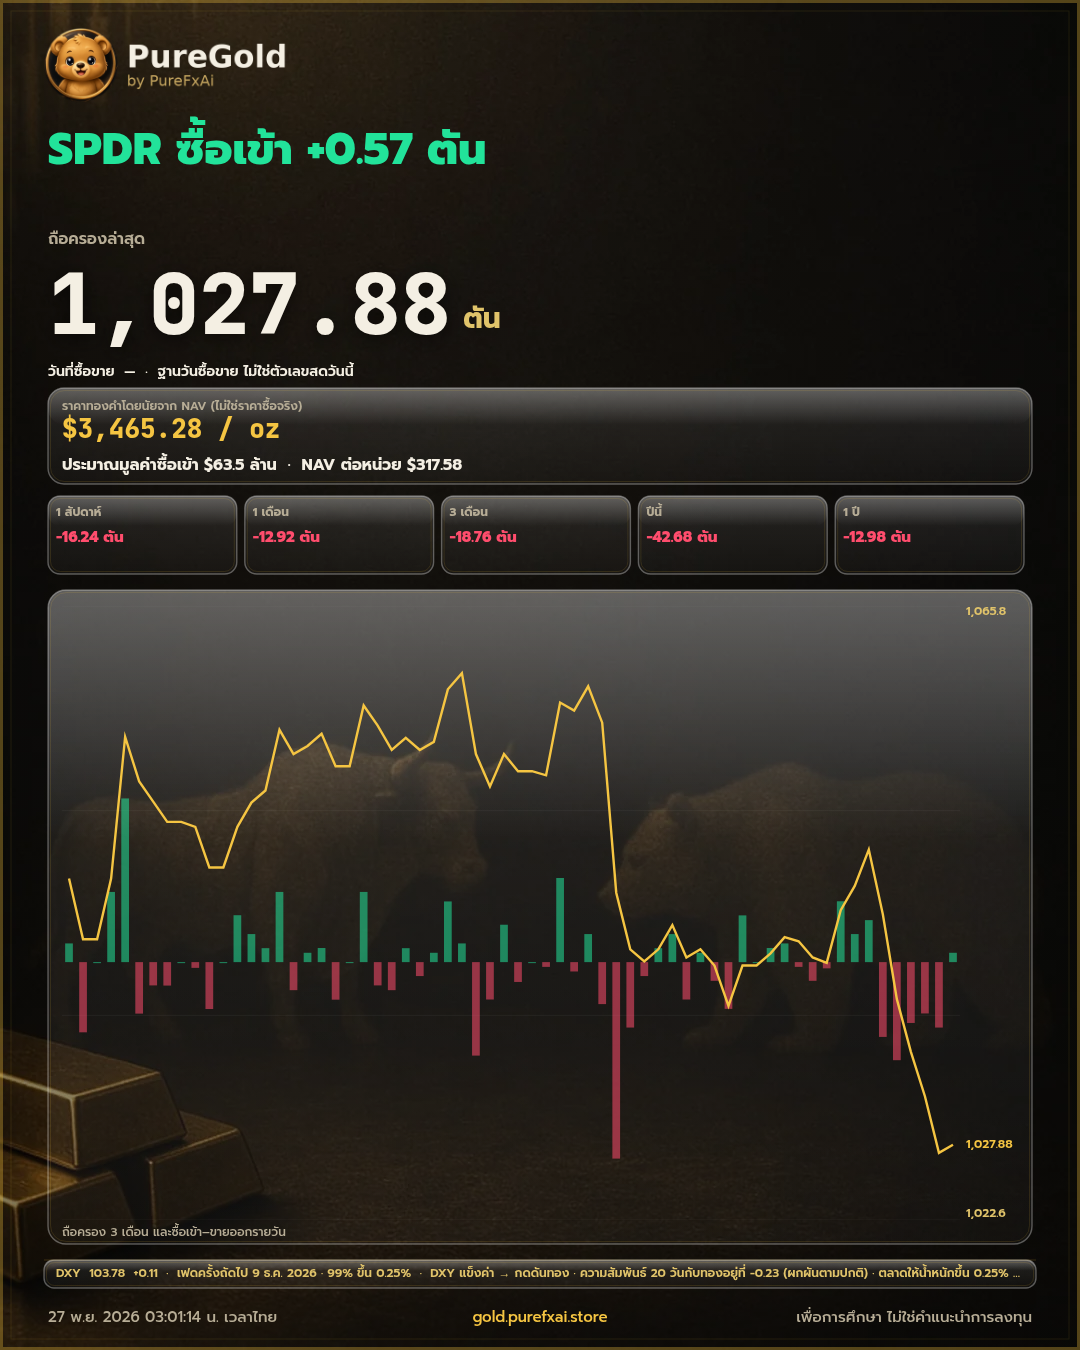 PureGold
by PureFxAi
SPDR ซื้อเข้า +0.57 ตัน
ถือครองล่าสุด
1,027.88 ตัน
วันที่ซื้อขาย — · ฐานวันซื้อขาย ไม่ใช่ตัวเลขสดวันนี้
ราคาทองคำโดยนัยจาก NAV (ไม่ใช่ราคาซื้อจริง)
$3,465.28 / oz
ประมาณมูลค่าซื้อเข้า $63.5 ล้าน · NAV ต่อหน่วย $317.58
1 สัปดาห์
-16.24 ตัน
1 เดือน
-12.92 ตัน
3 เดือน
-18.76 ตัน
ปีนี้
-42.68 ตัน
1 ปี
-12.98 ตัน
1,065.8
1,027.88
1,022.6
ถือครอง 3 เดือน และซื้อเข้า–ขายออกรายวัน
DXY 103.78 +0.11 · เฟดครั้งถัดไป 9 ธ.ค. 2026 · 99% ขึ้น 0.25% · DXY แข็งค่า → กดดันทอง · ความสัมพันธ์ 20 วันกับทองอยู่ที่ -0.23 (ผกผันตามปกติ) · ตลาดให้น้ำหนักขึ้น 0.25% ...
27 พ.ย. 2026 03:01:14 น. เวลาไทย
gold.purefxai.store
เพื่อการศึกษา ไม่ใช่คำแนะนำการลงทุน